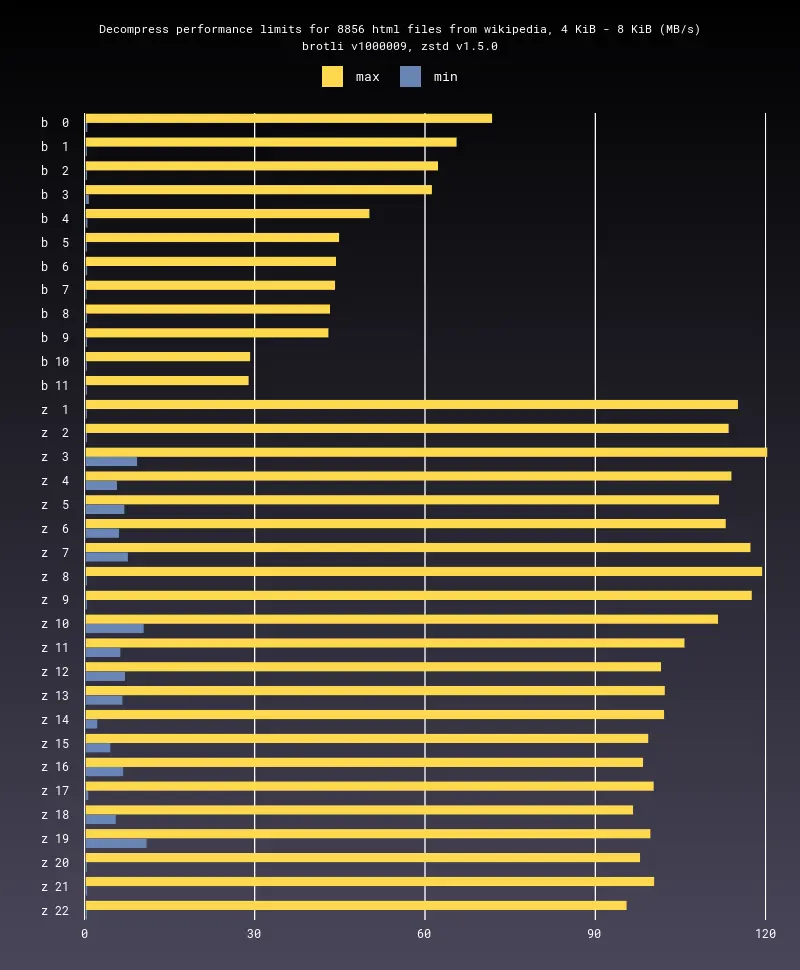 Decompress performance limits for 8856 html files from wikipedia, 4 KiB - 8 KiB (MB/s)
brotli v1000009, zstd v1.5.0
max min
b 0
b 1
b 2
b 3
b 4
b 5
b 6
b 7
b 8
b 9
b 10
b 11
z 1
z 2
z 3
z 4
z 5
z 6
z 7
z 8
z 9
z 10
z 11
z 12
z 13
z 14
z 15
z 16
z 17
z 18
z 19
z 20
z 21
z 22
0 30 60 90 120